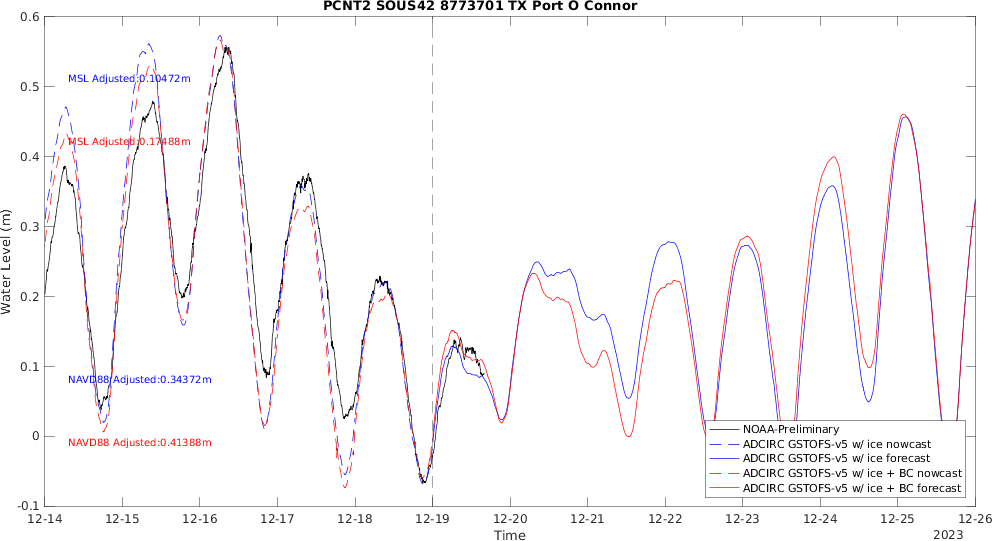 PCNT2 SOUS42 8773701 TX Port O Connor
0.6
0.5
0.4
0.3
0.2
0.1
0
-0.1
Water Level (m)
MSL Adjusted:0.10472m
MSL Adjusted:0.17488m
NAVD88 Adjusted:0.34372m
NAVD88 Adjusted:0.41388m
NOAA-Preliminary
ADCIRC GSTOFS-v5 w/ ice nowcast
ADCIRC GSTOFS-v5 w/ ice forecast
ADCIRC GSTOFS-v5 w/ ice + BC nowcast
ADCIRC GSTOFS-v5 w/ ice + BC forecast
12-14 12-15 12-16 12-17 12-18 12-19 12-20 12-21 12-22 12-23 12-24 12-25 12-26
Time
2023